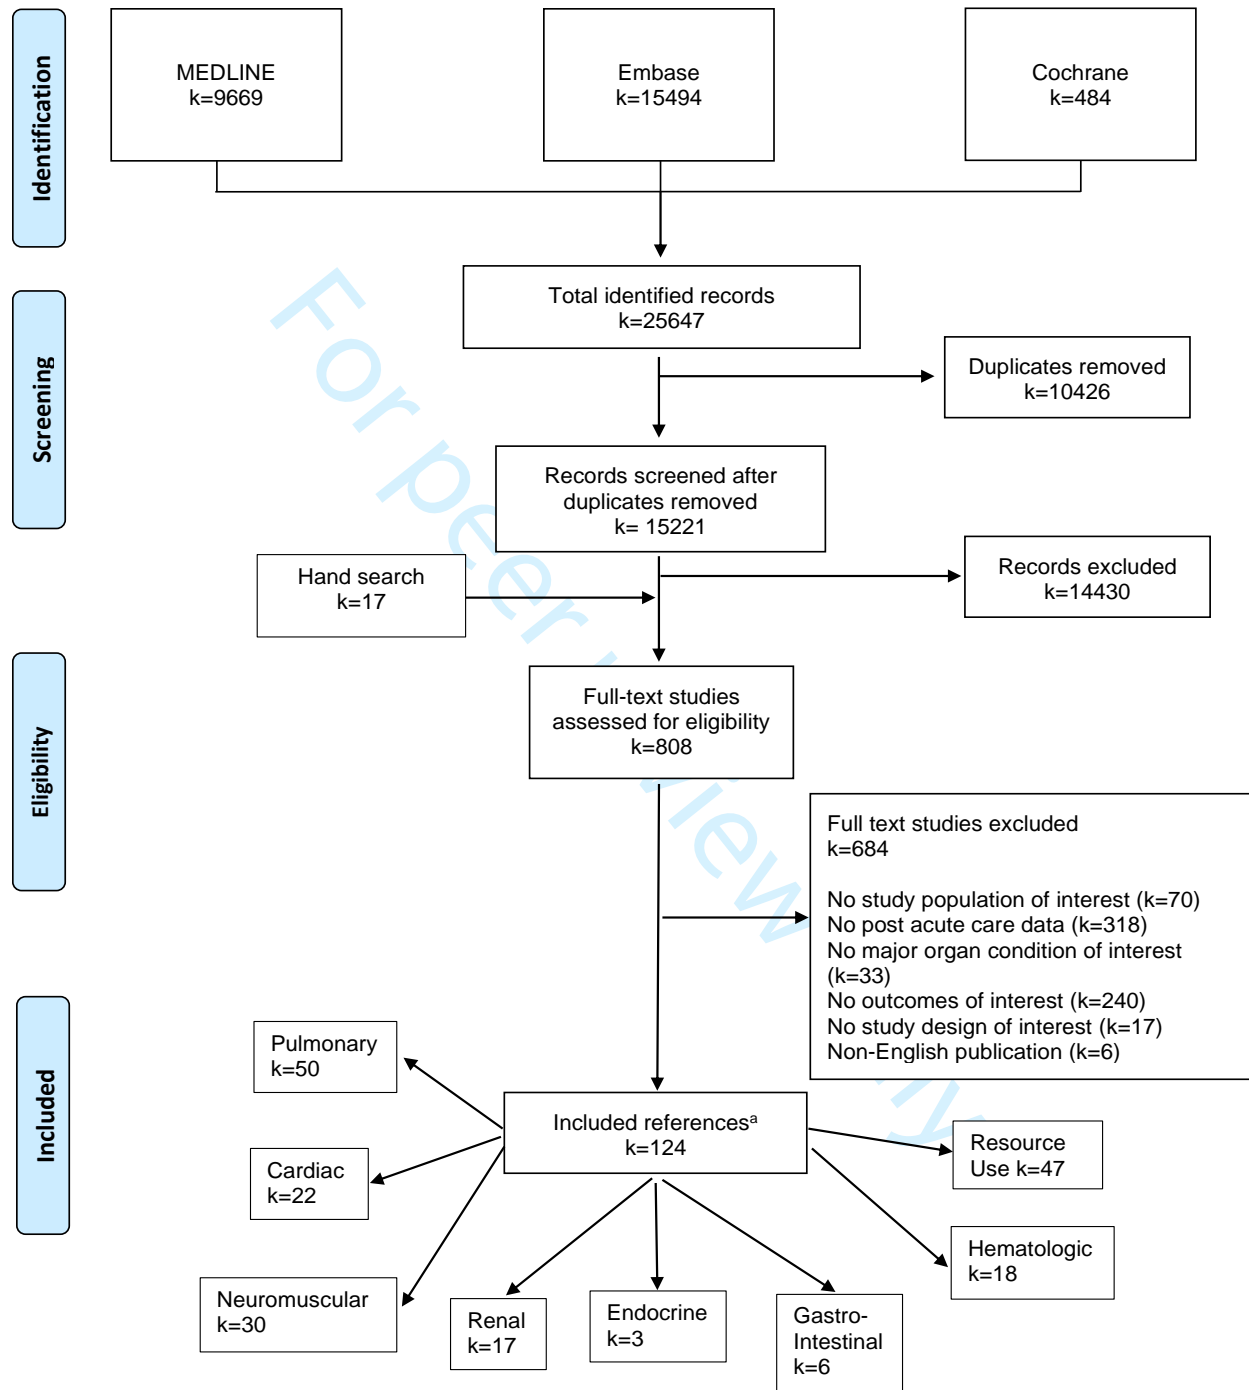 Identification
MEDLINE
k=9669
Embase
k=15494
Cochrane
k=484
Total identified records
k=25647
Screening
Duplicates removed
k=10426
Records screened after
duplicates removed
k= 15221
Hand search
k=17
Records excluded
k=14430
Eligibility
Full-text studies
assessed for eligibility
k=808
Full text studies excluded
k=684
No study population of interest (k=70)
No post acute care data (k=318)
No major organ condition of interest
(k=33)
No outcomes of interest (k=240)
No study design of interest (k=17)
Non-English publication (k=6)
Included
Included referencesᵃ
k=124
Pulmonary
k=50
Cardiac
k=22
Neuromuscular
k=30
Renal
k=17
Endocrine
k=3
Gastro-
Intestinal
k=6
Hematologic
k=18
Resource
Use k=47
For peer view